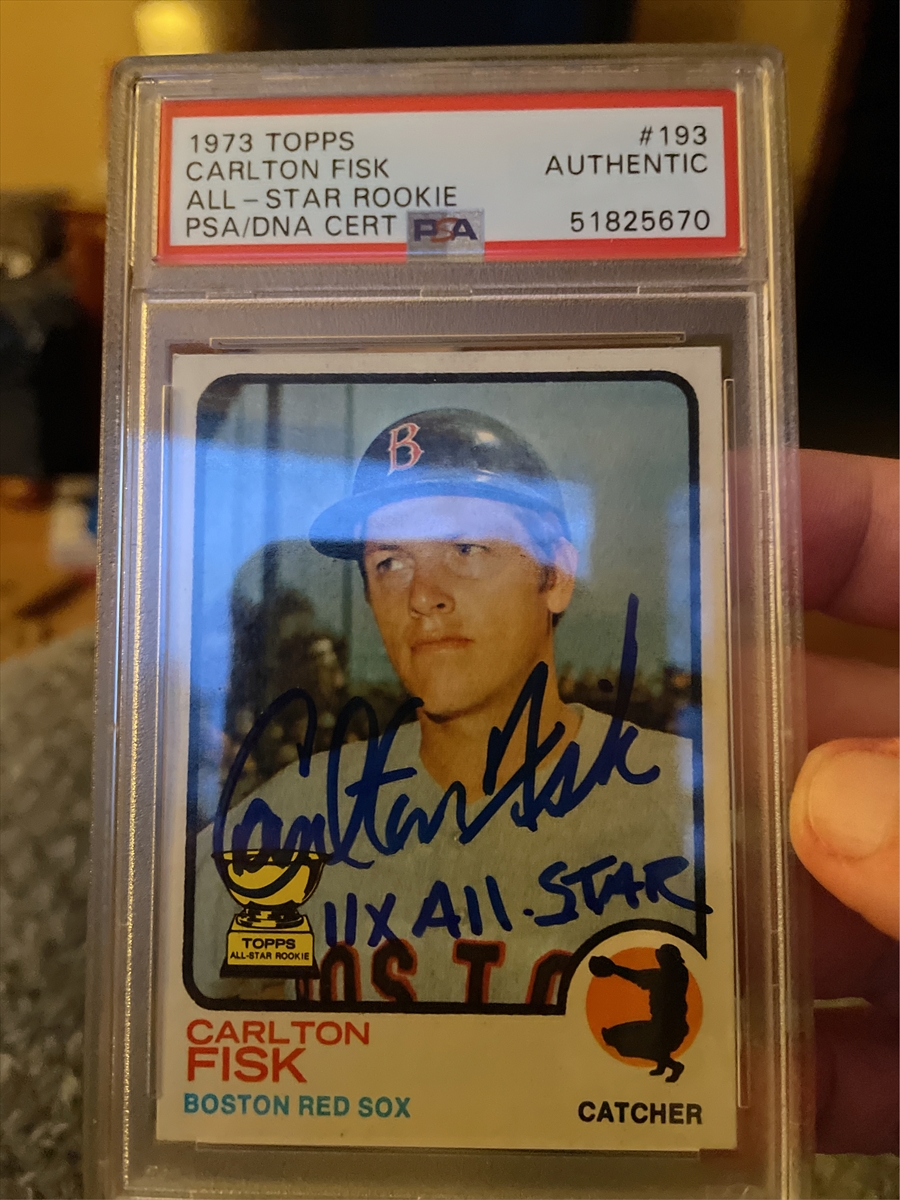 1973 TOPPS #193
CARLTON FISK AUTHENTIC
ALL-STAR ROOKIE
PSA/DNA CERT PSA 51825670
B
Carlton Fisk
11X All-STAR
TOPPS
ALL-STAR ROOKIE
BOSTO
CARLTON
FISK
BOSTON RED SOX
CATCHER